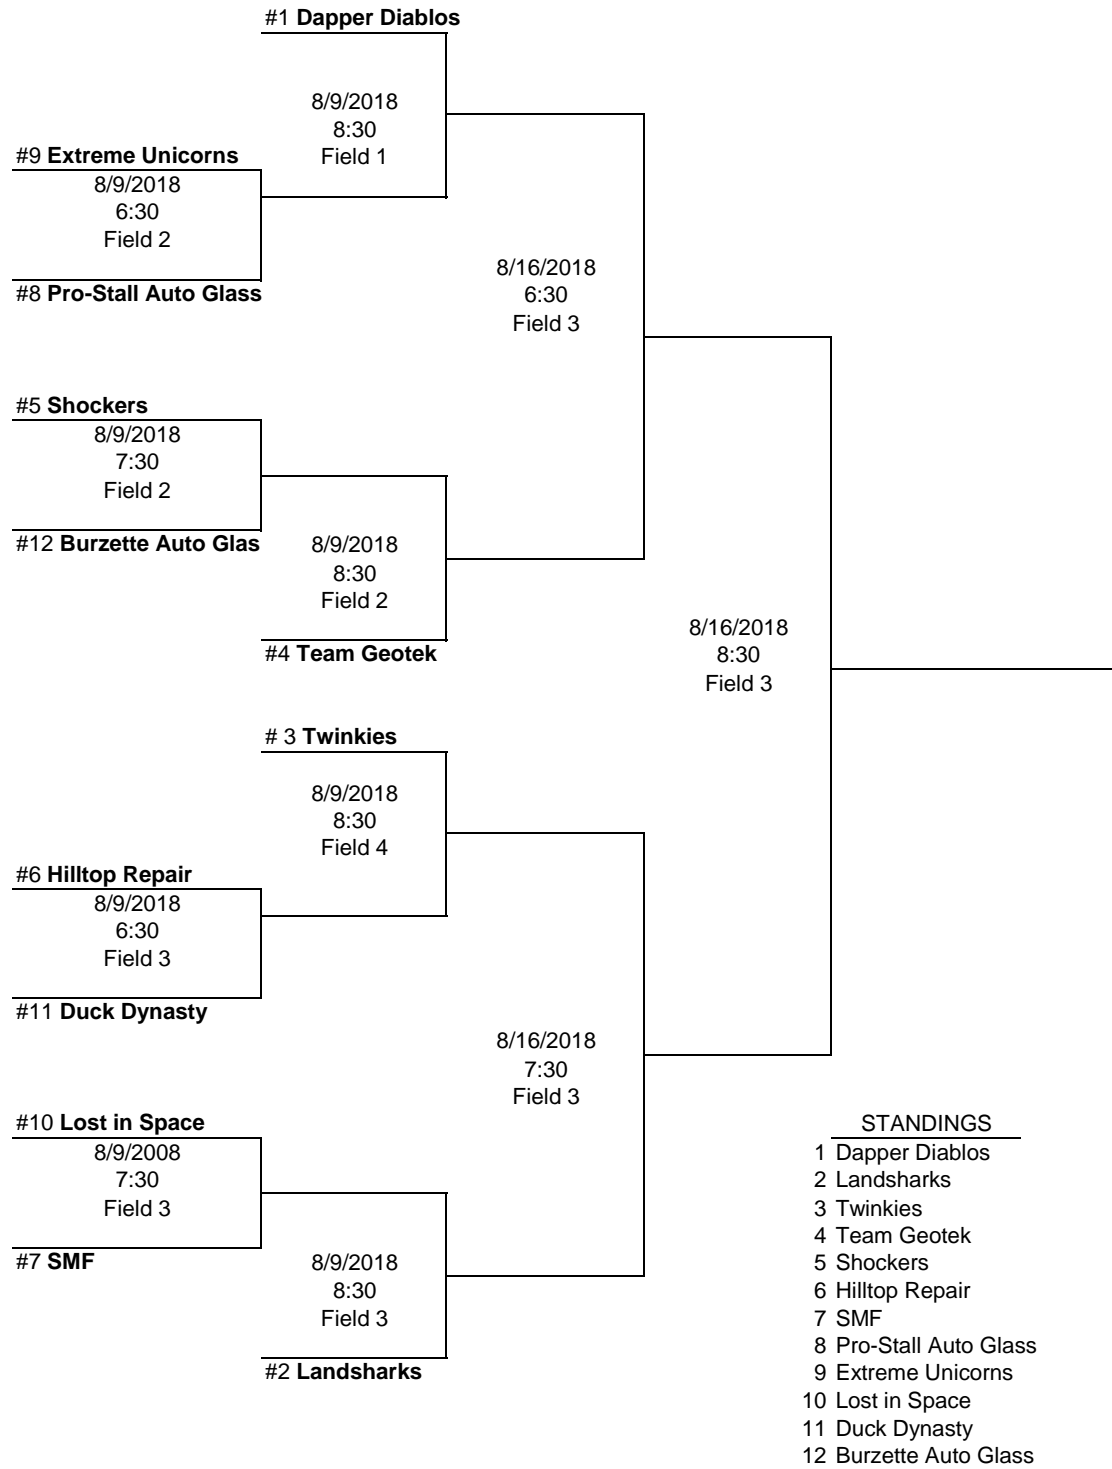 #1 Dapper Diablos
8/9/2018
8:30
Field 1
#9 Extreme Unicorns
8/9/2018
6:30
Field 2
#8 Pro-Stall Auto Glass
8/16/2018
6:30
Field 3
#5 Shockers
8/9/2018
7:30
Field 2
#12 Burzette Auto Glas
8/9/2018
8:30
Field 2
#4 Team Geotek
8/16/2018
8:30
Field 3
# 3 Twinkies
8/9/2018
8:30
Field 4
#6 Hilltop Repair
8/9/2018
6:30
Field 3
#11 Duck Dynasty
8/16/2018
7:30
Field 3
#10 Lost in Space
8/9/2008
7:30
Field 3
#7 SMF
8/9/2018
8:30
Field 3
#2 Landsharks
STANDINGS
1 Dapper Diablos
2 Landsharks
3 Twinkies
4 Team Geotek
5 Shockers
6 Hilltop Repair
7 SMF
8 Pro-Stall Auto Glass
9 Extreme Unicorns
10 Lost in Space
11 Duck Dynasty
12 Burzette Auto Glass